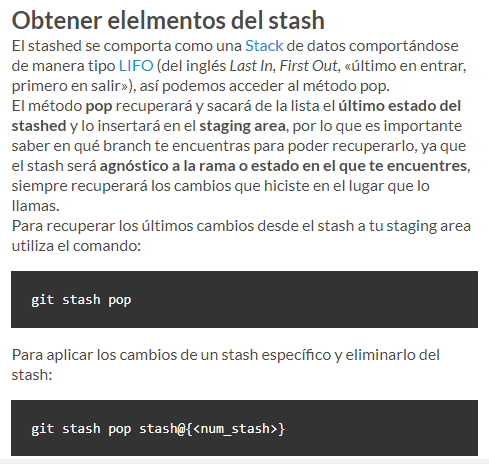 Obtener elelmentos del stash
El stashed se comporta como una Stack de datos comportándose
de manera tipo LIFO (del inglés Last In, First Out, «último en entrar,
primero en salir»), así podemos acceder al método pop.
El método pop recuperará y sacará de la lista el último estado del
stashed y lo insertará en el staging area, por lo que es importante
saber en qué branch te encuentras para poder recuperarlo, ya que
el stash será agnóstico a la rama o estado en el que te encuentres,
siempre recuperará los cambios que hiciste en el lugar que lo
llamas.
Para recuperar los últimos cambios desde el stash a tu staging area
utiliza el comando:
git stash pop
Para aplicar los cambios de un stash específico y eliminarlo del
stash:
git stash pop stash@{<num_stash>}